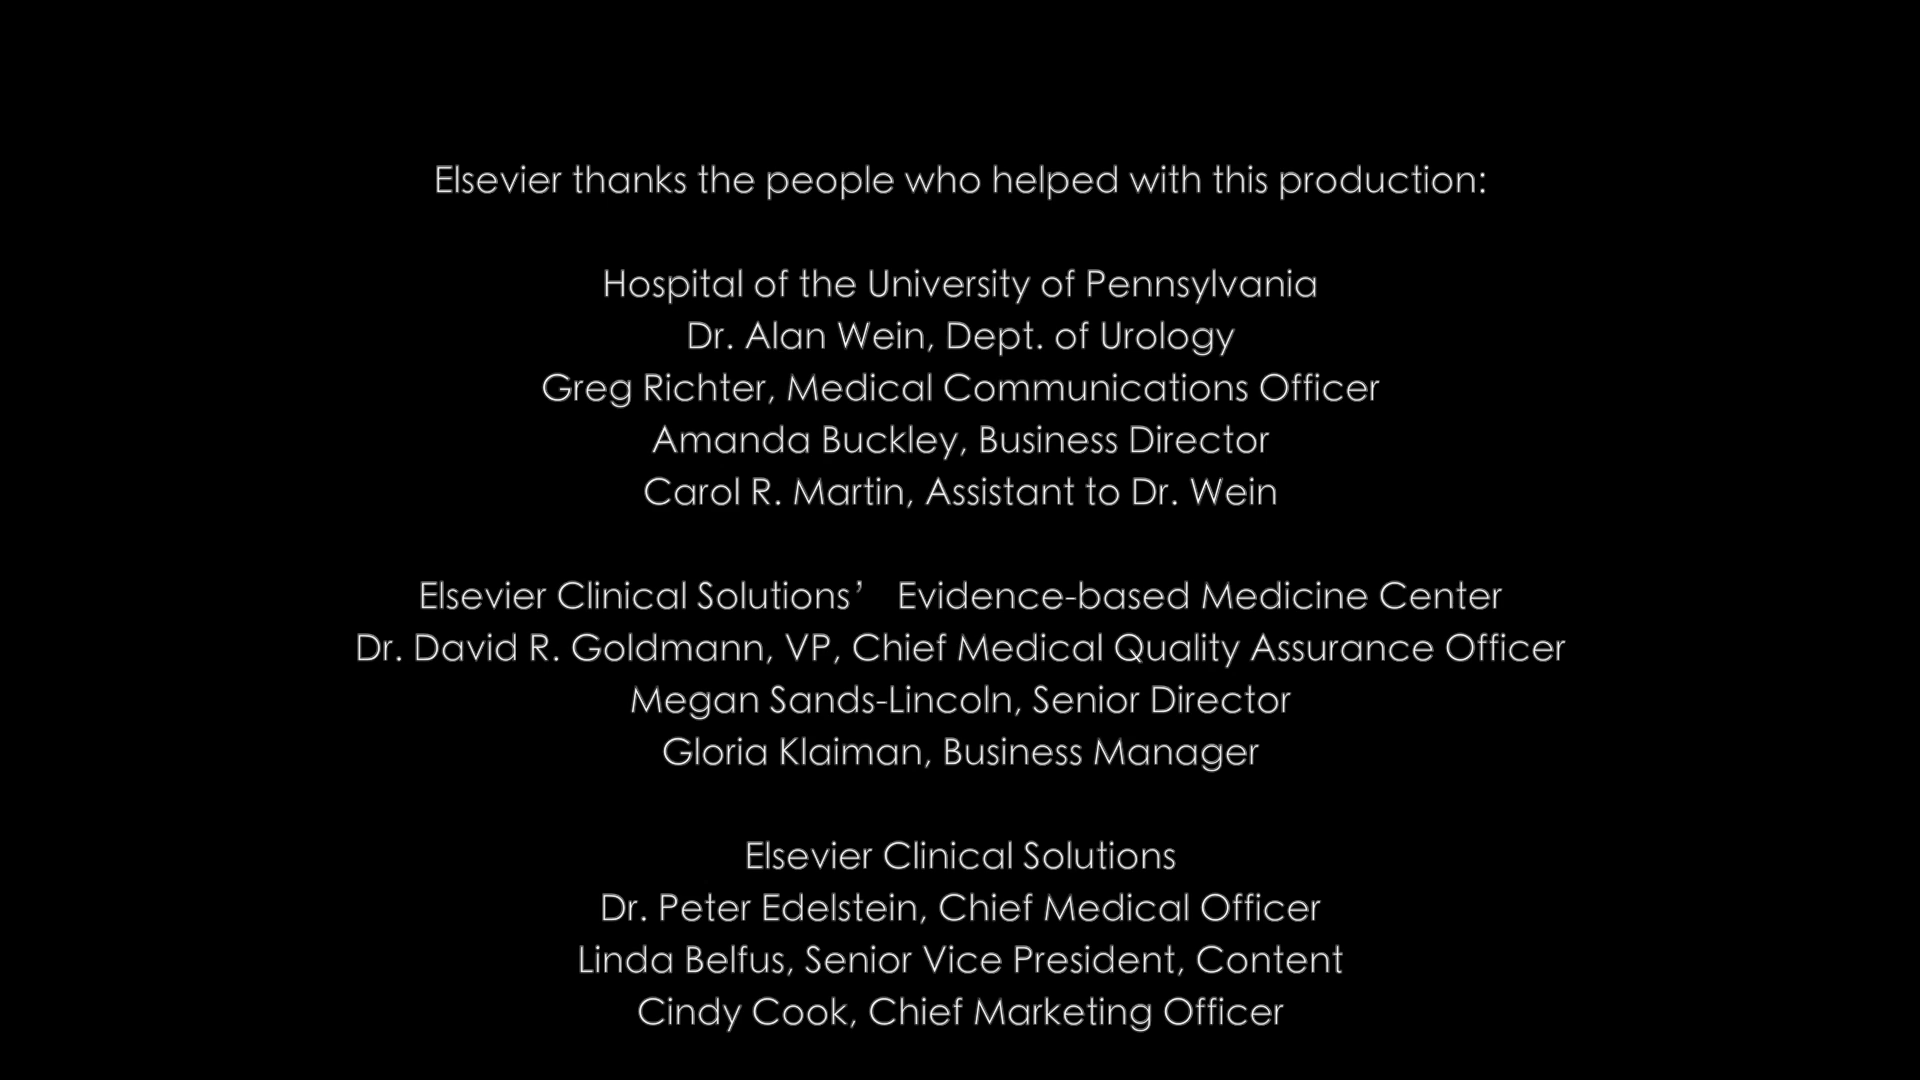 Elsevier thanks the people who helped with this production:
Hospital of the University of Pennsylvania
Dr. Alan Wein, Dept. of Urology
Greg Richter, Medical Communications Officer
Amanda Buckley, Business Director
Carol R. Martin, Assistant to Dr. Wein
Elsevier Clinical Solutions’ Evidence-based Medicine Center
Dr. David R. Goldmann, VP, Chief Medical Quality Assurance Officer
Megan Sands-Lincoln, Senior Director
Gloria Klaiman, Business Manager
Elsevier Clinical Solutions
Dr. Peter Edelstein, Chief Medical Officer
Linda Belfus, Senior Vice President, Content
Cindy Cook, Chief Marketing Officer